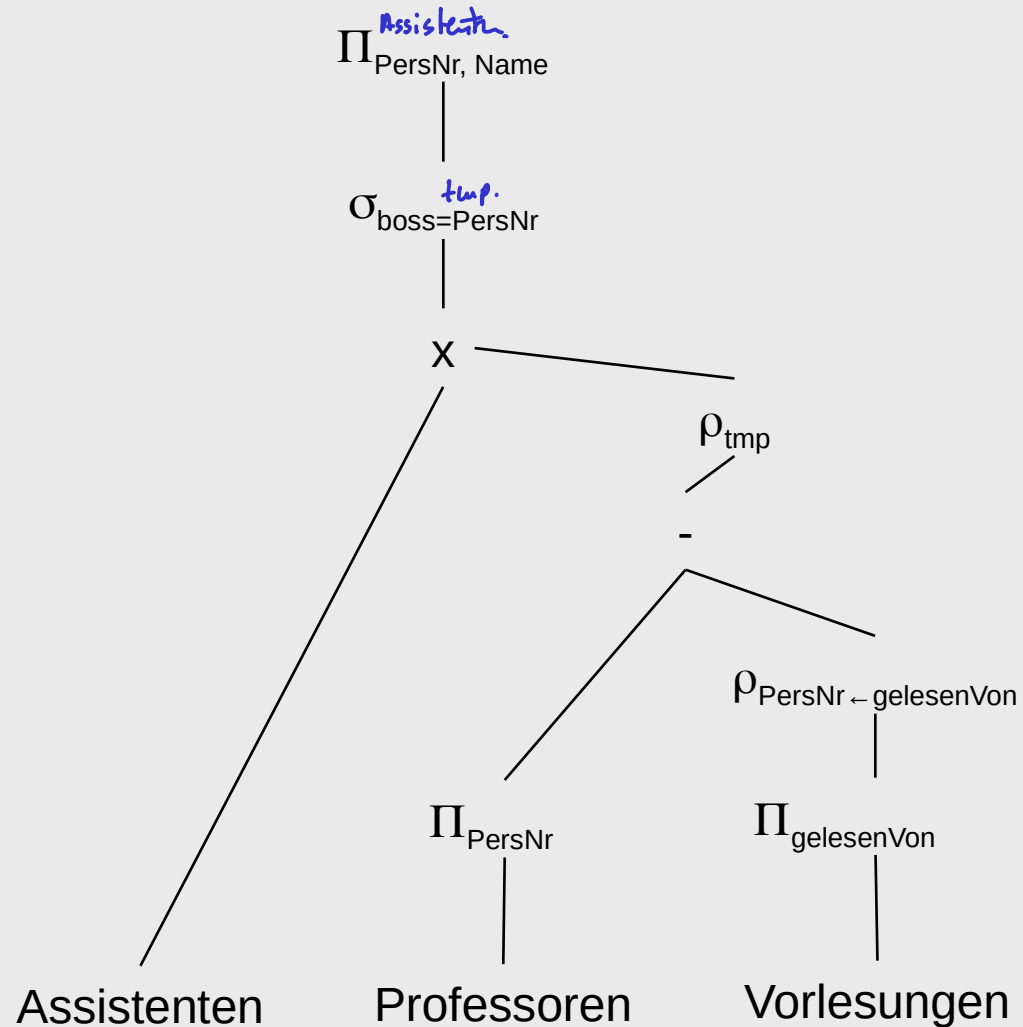 Assistenten.
Π PersNr, Name
tmp.
σ boss=PersNr
x
ρ tmp
-
ρ PersNr ← gelesenVon
Π PersNr Π gelesenVon
Assistenten Professoren Vorlesungen